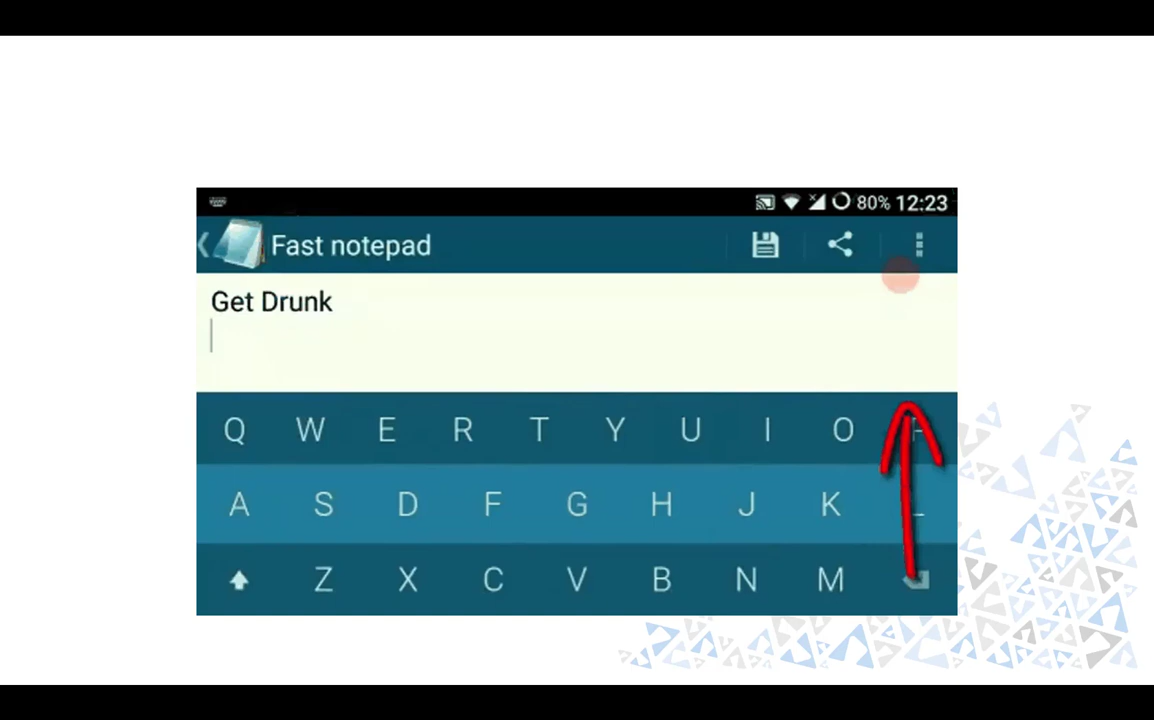 80% 12:23
Fast notepad
Get Drunk
Q W E R T Y U I O P
A S D F G H J K L
Z X C V B N M